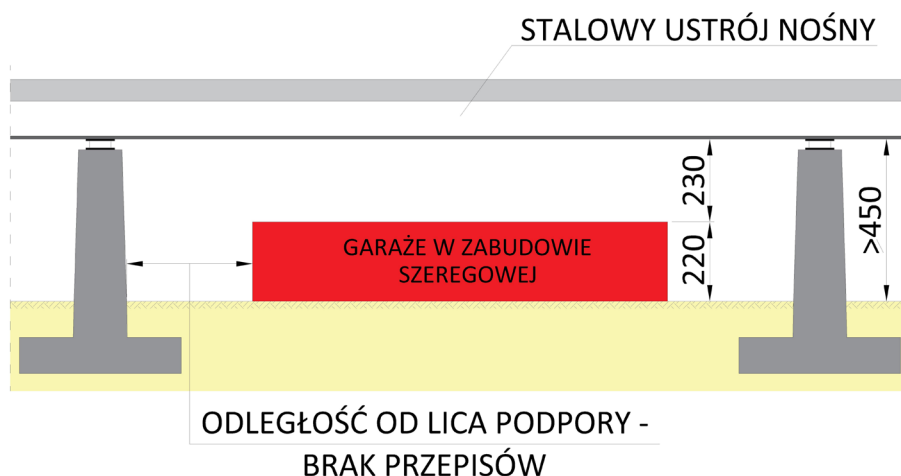 STALOWY USTRÓJ NOŚNY
230
>450
GARAŻE W ZABUDOWIE
SZEREGOWEJ
220
ODLEGŁOŚĆ OD LICA PODPORY -
BRAK PRZEPISÓW